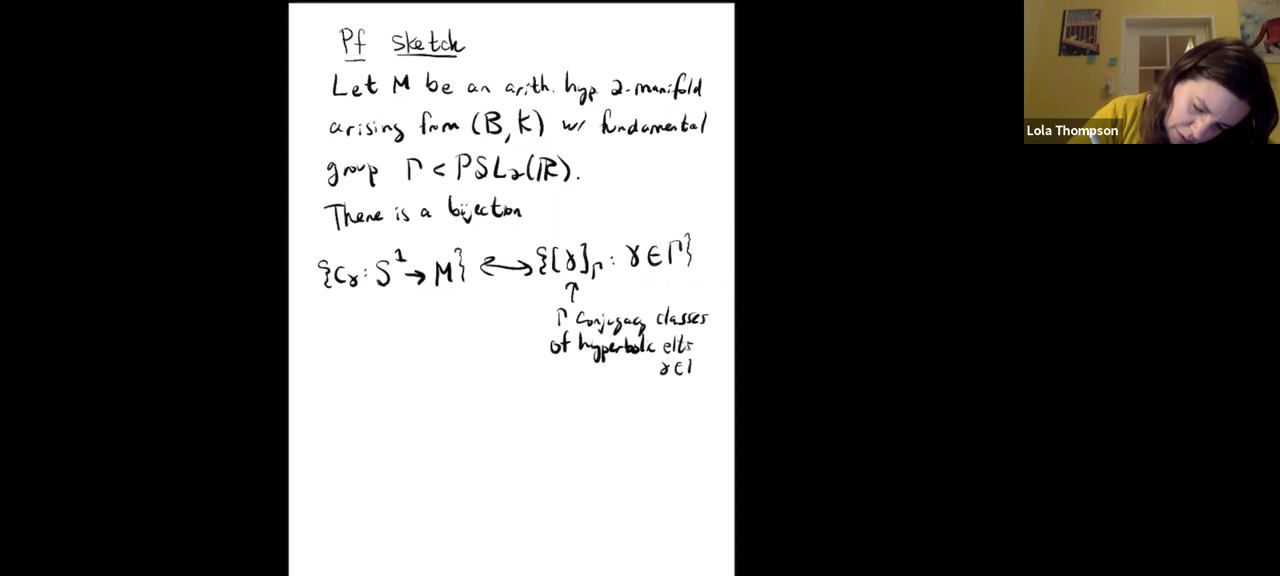 Pf sketch
Let M be an arith. hyp 2-manifold
arising from (B, K) w/ fundamental
group Γ < PSL₂(ℝ).
There is a bijection
{Cγ: S¹ → M} ↔ {[γ]_Γ : γ ∈ Γ}
↑
Γ conjugacy classes
of hyperbolic elts
γ ∈ Γ
Lola Thompson